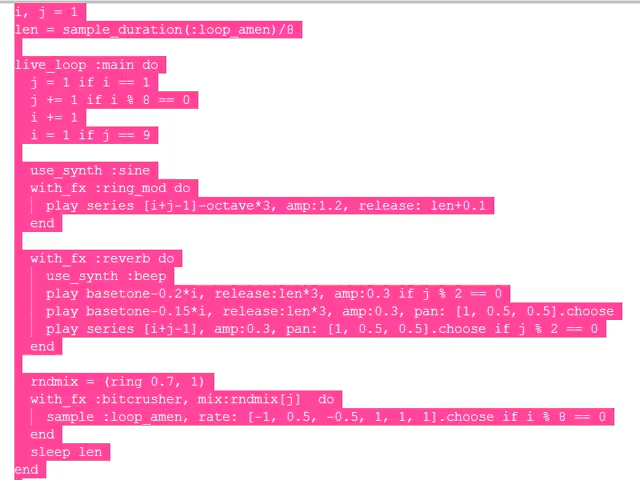 i, j = 1
len = sample_duration(:loop_amen)/8
live_loop :main do
j = 1 if i == 1
j += 1 if i % 8 == 0
i += 1
i = 1 if j == 9
use_synth :sine
with_fx :ring_mod do
play series [i+j-1]-octave*3, amp:1.2, release: len+0.1
end
with_fx :reverb do
use_synth :beep
play basetone-0.2*i, release:len*3, amp:0.3 if j % 2 == 0
play basetone-0.15*i, release:len*3, amp:0.3, pan: [1, 0.5, 0.5].choose
play series [i+j-1], amp:0.3, pan: [1, 0.5, 0.5].choose if j % 2 == 0
end
rndmix = (ring 0.7, 1)
with_fx :bitcrusher, mix:rndmix[j]  do
sample :loop_amen, rate: [-1, 0.5, -0.5, 1, 1, 1].choose if i % 8 == 0
end
sleep len
end